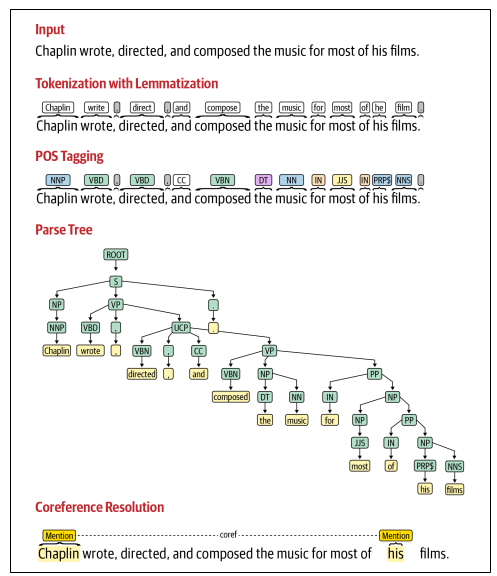 Input
Chaplin wrote, directed, and composed the music for most of his films.
Tokenization with Lemmatization
Chaplin write , direct , and compose the music for most of he film .
Chaplin wrote, directed, and composed the music for most of his films.
POS Tagging
NNP VBD , VBD , CC VBN DT NN IN JJS IN PRP$ NNS .
Chaplin wrote, directed, and composed the music for most of his films.
Parse Tree
ROOT
S
NP VP .
NNP VBD , UCP .
Chaplin wrote , VBN , CC VP
directed , and VBN NP PP
composed DT NN IN NP
the music for NP PP
JJS IN NP
most of PRP$ NNS
his films
Coreference Resolution
Mention coref Mention
Chaplin wrote, directed, and composed the music for most of his films.